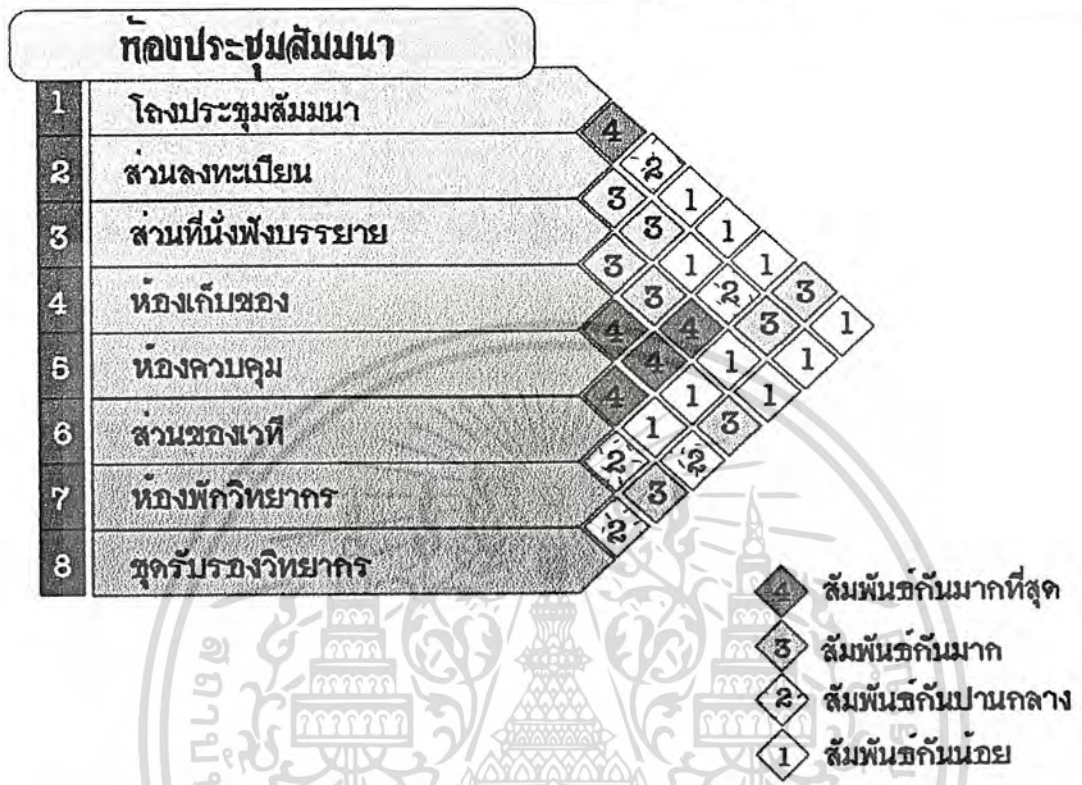 ห้องประชุมสัมมนา
1 โถงประชุมสัมมนา
2 ส่วนลงทะเบียน
3 ส่วนที่นั่งฟังบรรยาย
4 ห้องเก็บของ
5 ห้องควบคุม
6 ส่วนของเวที
7 ห้องพักวิทยากร
8 ชุดรับรองวิทยากร
4
2
3 1
3 1
3 1 1
3 2 3
4 4 3 1
4 1 1
4 1 1
1 3
2 2
3
2
4 สัมพันธ์กันมากที่สุด
3 สัมพันธ์กันมาก
2 สัมพันธ์กันปานกลาง
1 สัมพันธ์กันน้อย